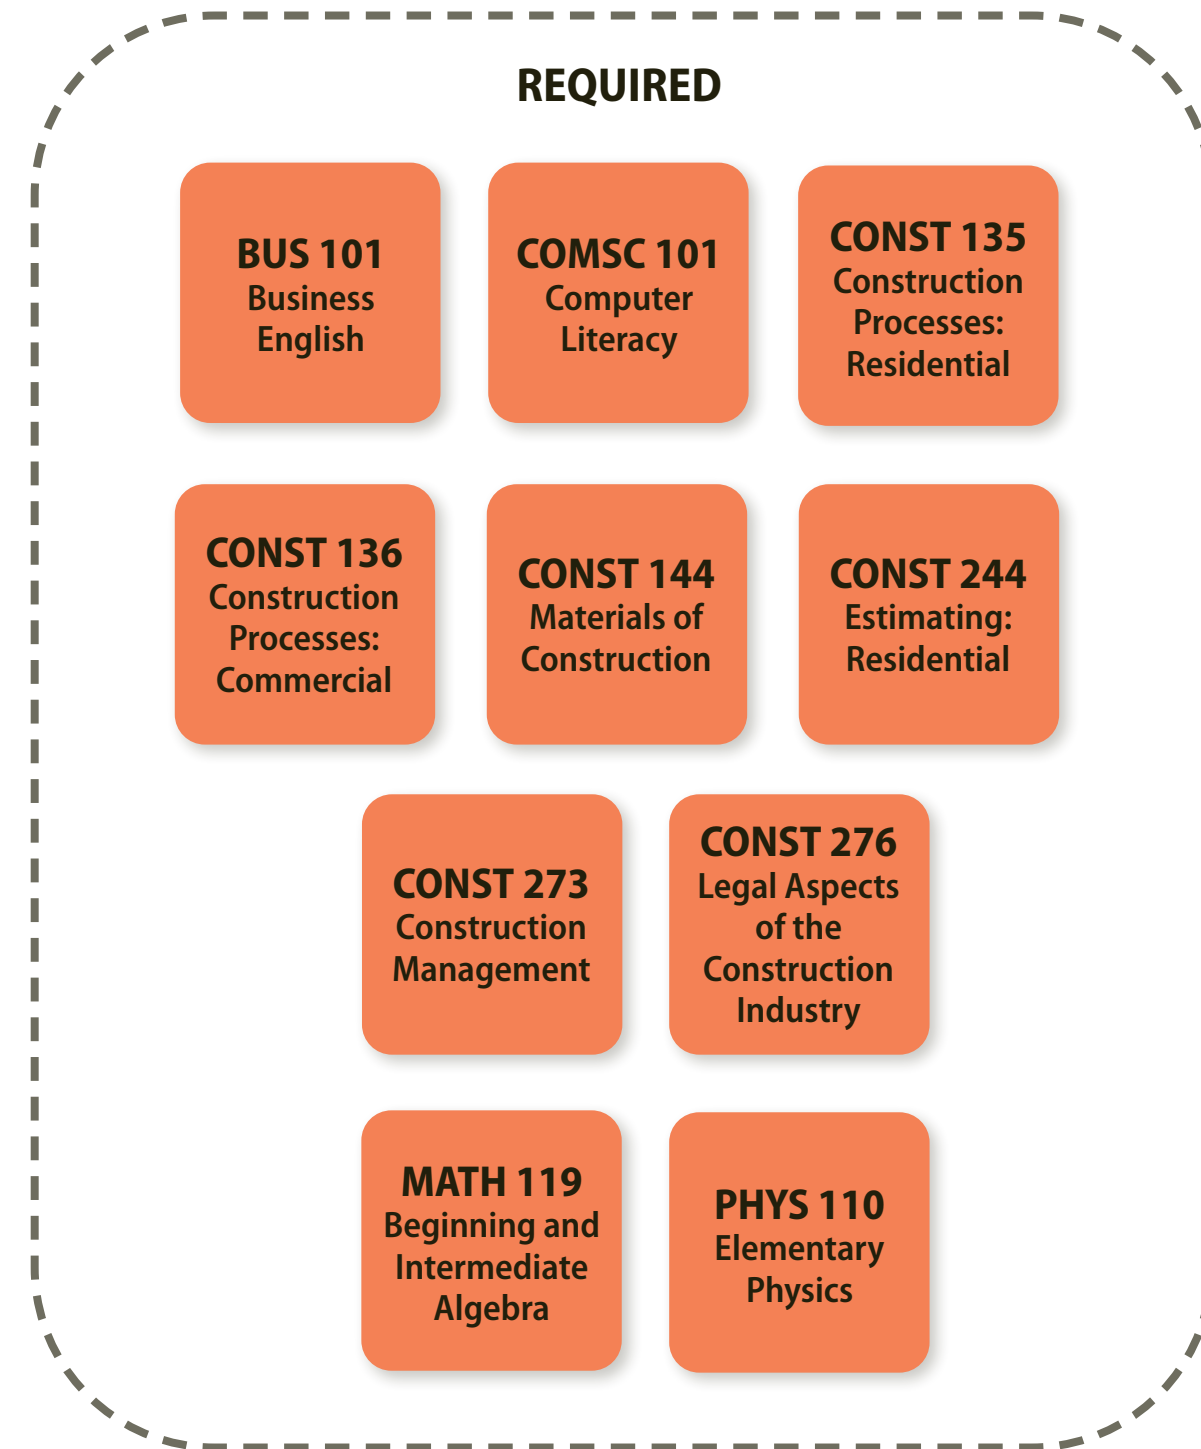 REQUIRED
BUS 101
Business
English
COMSC 101
Computer
Literacy
CONST 135
Construction
Processes:
Residential
CONST 136
Construction
Processes:
Commercial
CONST 144
Materials of
Construction
CONST 244
Estimating:
Residential
CONST 273
Construction
Management
CONST 276
Legal Aspects
of the
Construction
Industry
MATH 119
Beginning and
Intermediate
Algebra
PHYS 110
Elementary
Physics